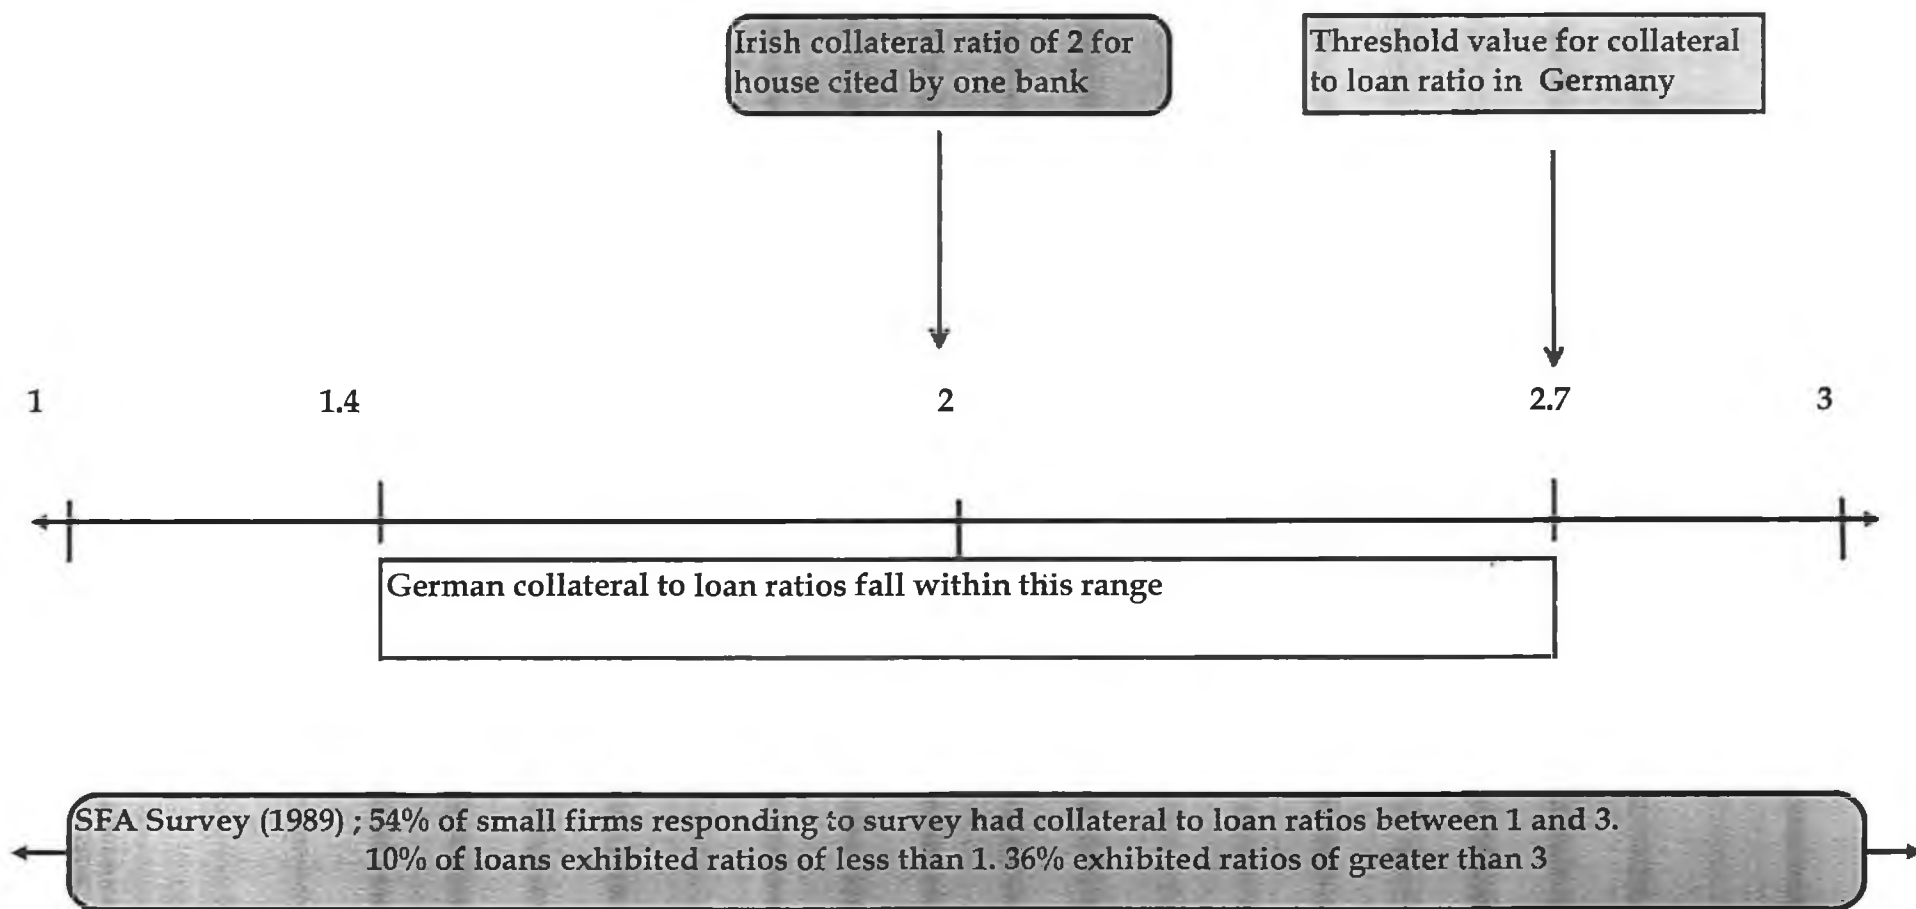 Irish collateral ratio of 2 for
house cited by one bank
Threshold value for collateral
to loan ratio in Germany
1
1.4
2
2.7
3
German collateral to loan ratios fall within this range
SFA Survey (1989) ; 54% of small firms responding to survey had collateral to loan ratios between 1 and 3.
10% of loans exhibited ratios of less than 1. 36% exhibited ratios of greater than 3